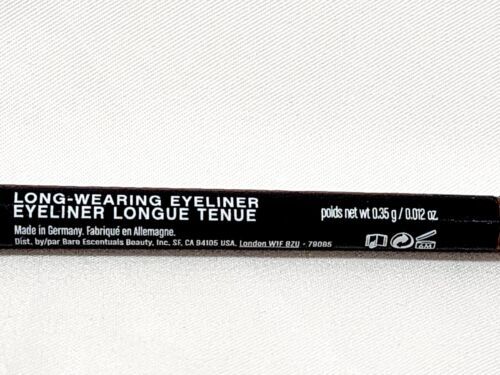 LONG-WEARING EYELINER
EYELINER LONGUE TENUE
Made in Germany. Fabriqué en Allemagne.
Dist. by/par Bare Escentuals Beauty, Inc. SF, CA 94105 USA. London W1F 8ZU - 79085
poids net wt 0.35 g / 0.012 oz.
6M